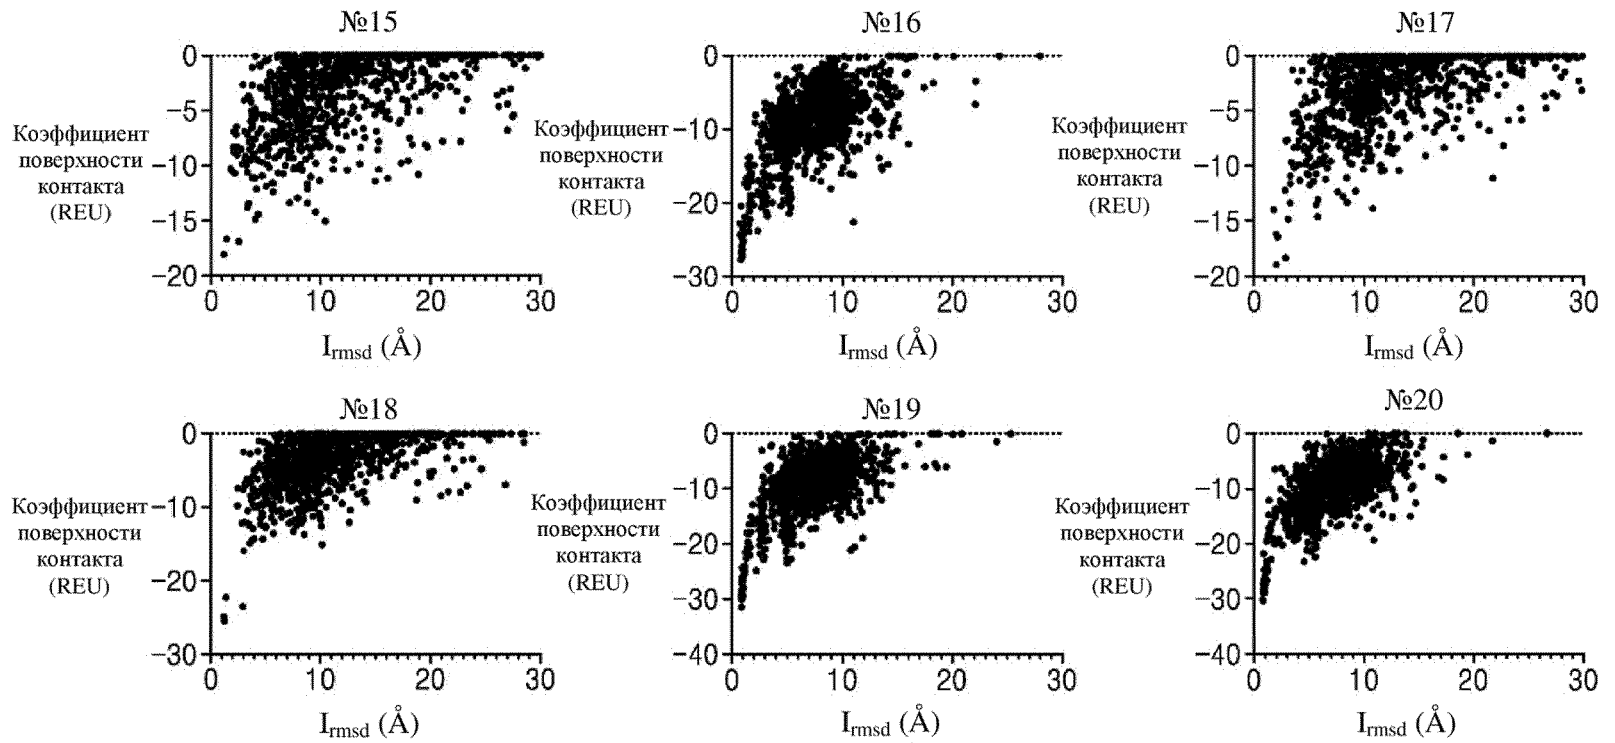 №15
0
−5
−10
−15
−20
Коэффициент
поверхности
контакта
(REU)
0 10 20 30
Irmsd (Å)
№16
0
−10
−20
−30
Коэффициент
поверхности
контакта
(REU)
0 10 20 30
Irmsd (Å)
№17
0
−5
−10
−15
−20
Коэффициент
поверхности
контакта
(REU)
0 10 20 30
Irmsd (Å)
№18
0
−10
−20
−30
Коэффициент
поверхности
контакта
(REU)
0 10 20 30
Irmsd (Å)
№19
0
−10
−20
−30
−40
Коэффициент
поверхности
контакта
(REU)
0 10 20 30
Irmsd (Å)
№20
0
−10
−20
−30
−40
Коэффициент
поверхности
контакта
(REU)
0 10 20 30
Irmsd (Å)